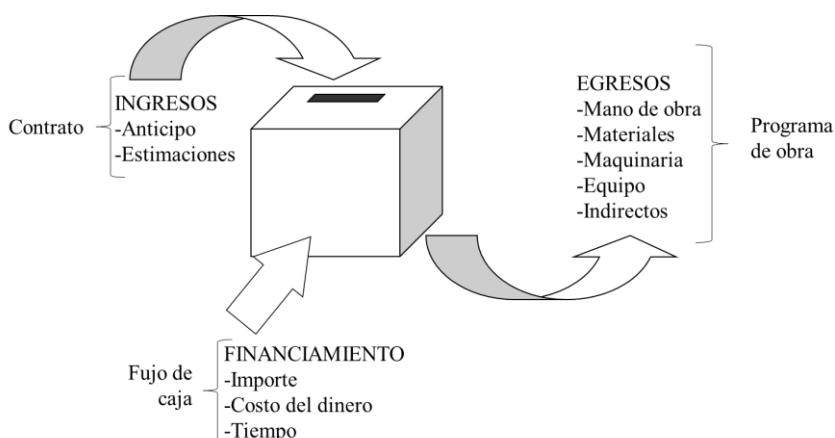 Contrato
INGRESOS
-Anticipo
-Estimaciones
EGRESOS
-Mano de obra
-Materiales
-Maquinaria
-Equipo
-Indirectos
Programa
de obra
Fujo de
caja
FINANCIAMIENTO
-Importe
-Costo del dinero
-Tiempo